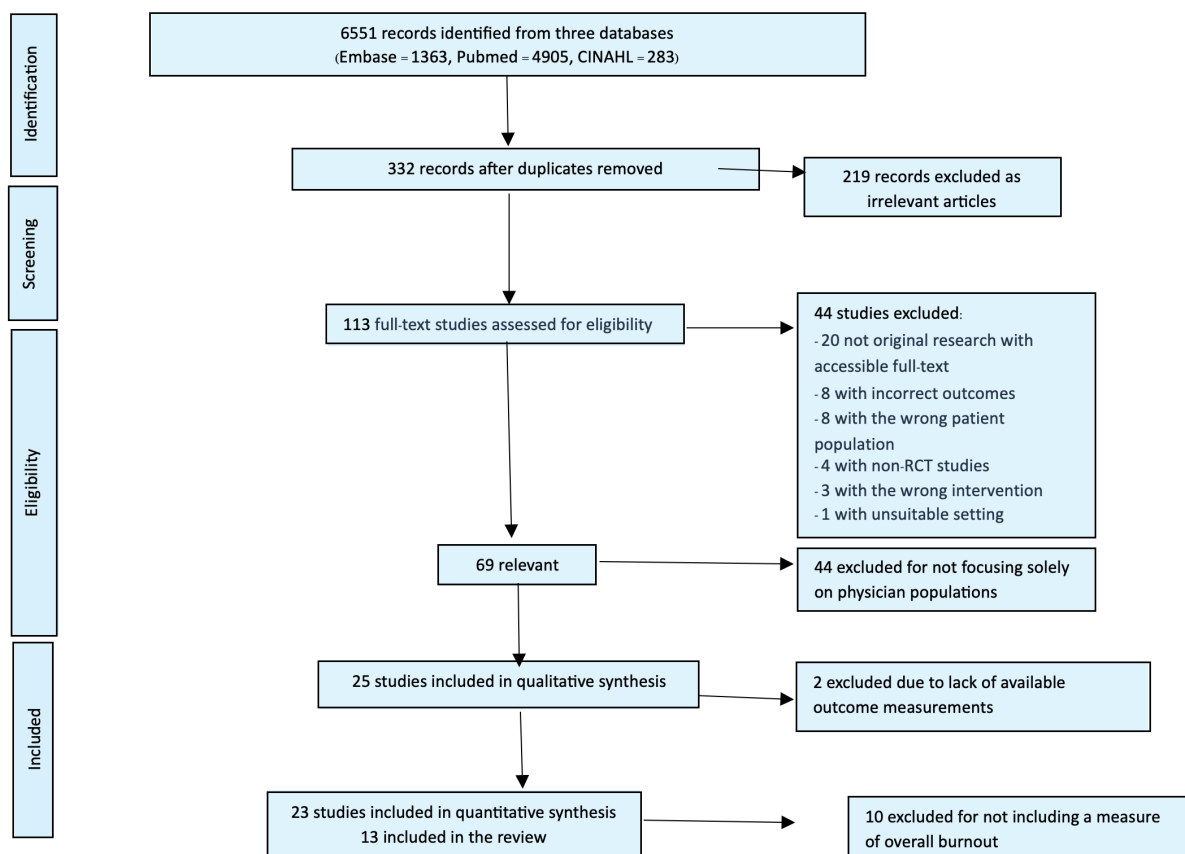 Identification
6551 records identified from three databases
(Embase = 1363, Pubmed = 4905, CINAHL = 283)
332 records after duplicates removed
219 records excluded as
irrelevant articles
Screening
113 full-text studies assessed for eligibility
44 studies excluded:
- 20 not original research with
accessible full-text
- 8 with incorrect outcomes
- 8 with the wrong patient
population
- 4 with non-RCT studies
- 3 with the wrong intervention
- 1 with unsuitable setting
Eligibility
69 relevant
44 excluded for not focusing solely
on physician populations
Included
25 studies included in qualitative synthesis
2 excluded due to lack of available
outcome measurements
23 studies included in quantitative synthesis
13 included in the review
10 excluded for not including a measure
of overall burnout